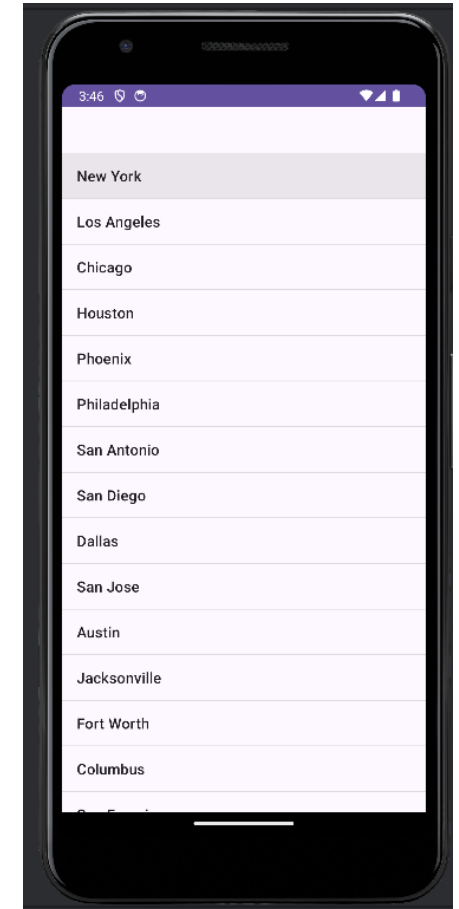 3:46
New York
Los Angeles
Chicago
Houston
Phoenix
Philadelphia
San Antonio
San Diego
Dallas
San Jose
Austin
Jacksonville
Fort Worth
Columbus